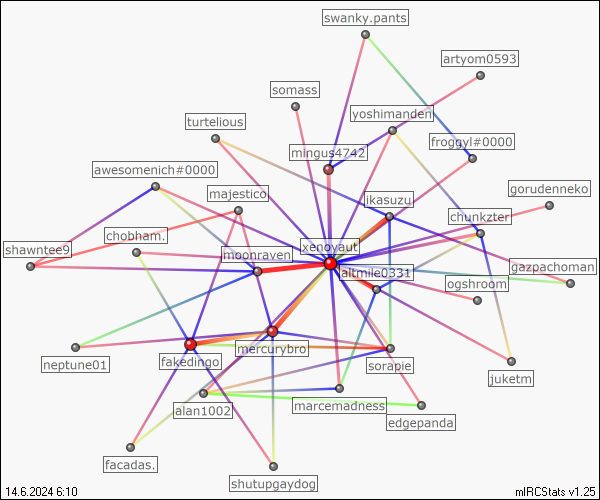 swanky.pants
artyom0593
somass
yoshimanden
turtelious
froggyl#0000
mingus4742
awesomenich#0000
gorudenneko
majestico
ikasuzu
chunkzter
chobham.
xenoyaut
shawntee9
moonraven
altmile0331
gazpachoman
ogshroom
mercurybro
fakedingo
neptune01
sorapie
juketm
alan1002
marcemadness
edgepanda
facadas.
shutupgaydog
14.6.2024 6:10
mIRCStats v1.25